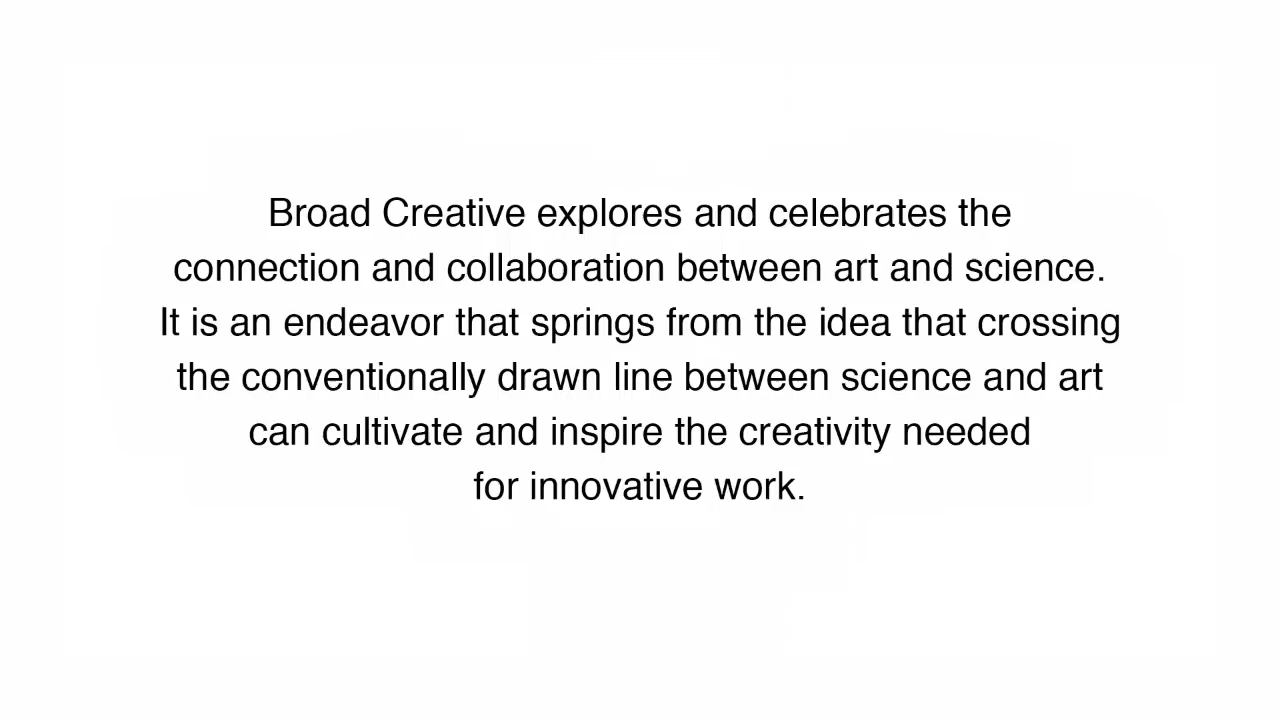 Broad Creative explores and celebrates the
connection and collaboration between art and science.
It is an endeavor that springs from the idea that crossing
the conventionally drawn line between science and art
can cultivate and inspire the creativity needed
for innovative work.